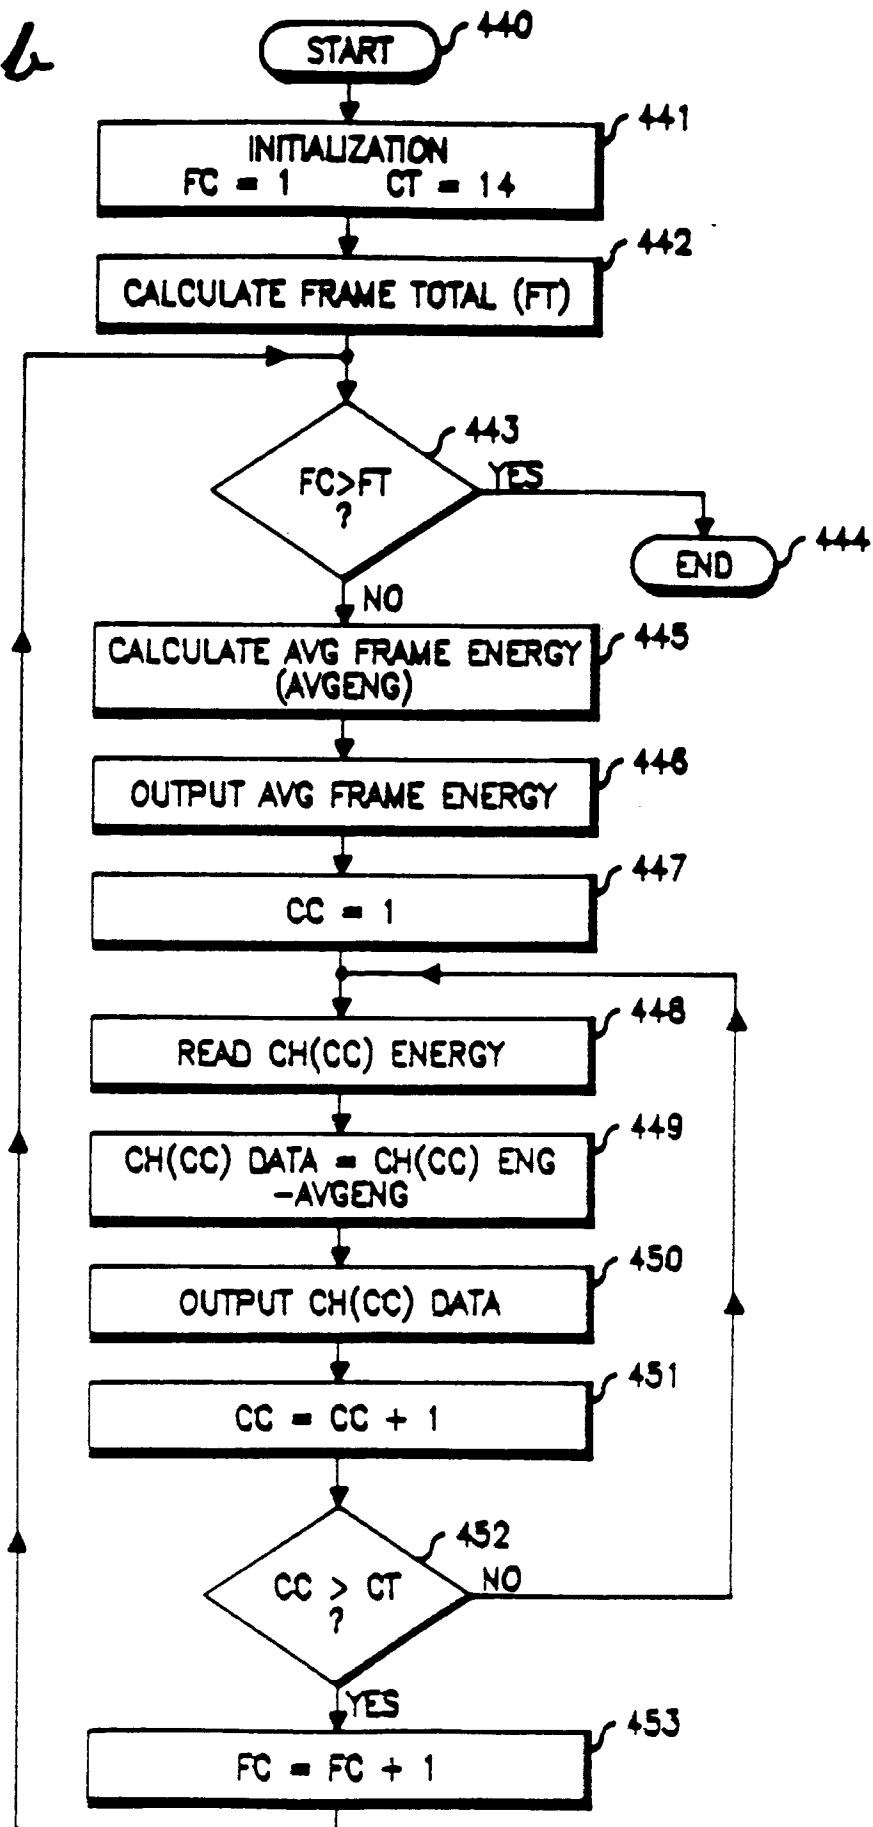 b
START
440
INITIALIZATION
FC = 1 CT = 14
441
CALCULATE FRAME TOTAL (FT)
442
FC>FT
?
443
YES
END
444
NO
CALCULATE AVG FRAME ENERGY
(AVGENG)
445
OUTPUT AVG FRAME ENERGY
446
CC = 1
447
READ CH(CC) ENERGY
448
CH(CC) DATA = CH(CC) ENG
-AVGENG
449
OUTPUT CH(CC) DATA
450
CC = CC + 1
451
CC > CT
?
452
NO
YES
FC = FC + 1
453